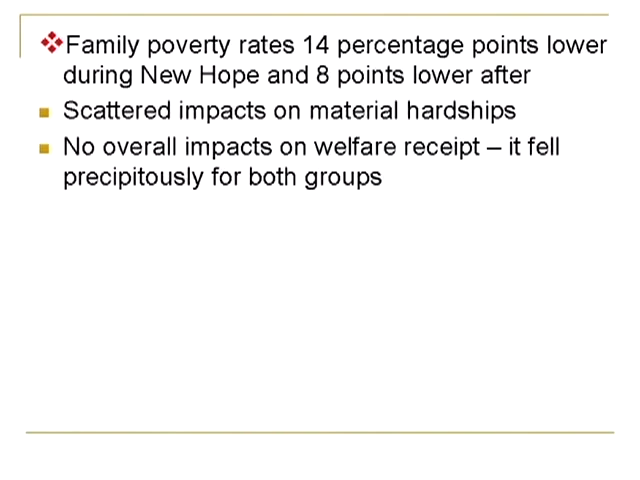 Family poverty rates 14 percentage points lower
during New Hope and 8 points lower after
Scattered impacts on material hardships
No overall impacts on welfare receipt – it fell
precipitously for both groups